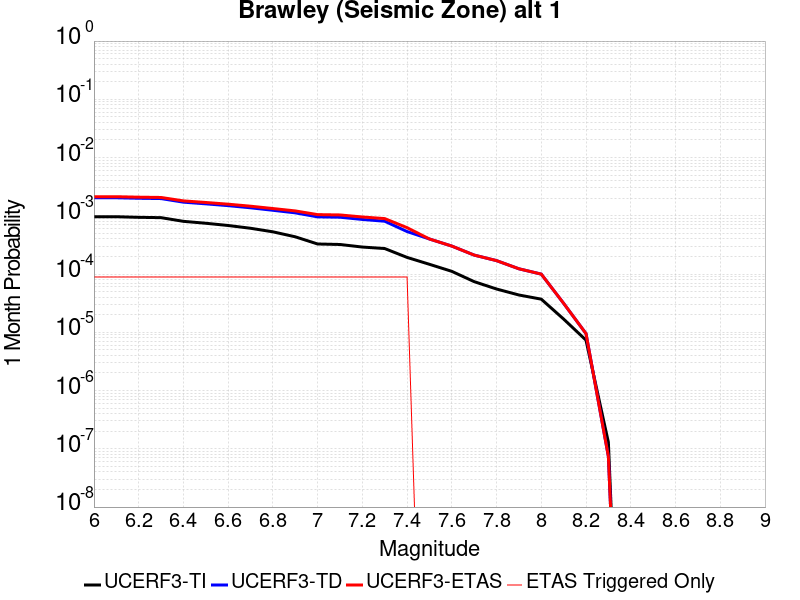 Brawley (Seismic Zone) alt 1
10^0
10^-1
10^-2
10^-3
10^-4
10^-5
10^-6
10^-7
10^-8
1 Month Probability
6 6.2 6.4 6.6 6.8 7 7.2 7.4 7.6 7.8 8 8.2 8.4 8.6 8.8 9
Magnitude
UCERF3-TI UCERF3-TD UCERF3-ETAS ETAS Triggered Only